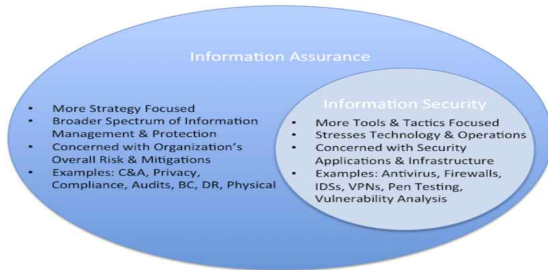 Information Assurance
• More Strategy Focused
• Broader Spectrum of Information
Management & Protection
• Concerned with Organization's
Overall Risk & Mitigations
• Examples: C&A, Privacy,
Compliance, Audits, BC, DR, Physical
Information Security
• More Tools & Tactics Focused
• Stresses Technology & Operations
• Concerned with Security
Applications & Infrastructure
• Examples: Antivirus, Firewalls,
IDSs, VPNs, Pen Testing,
Vulnerability Analysis